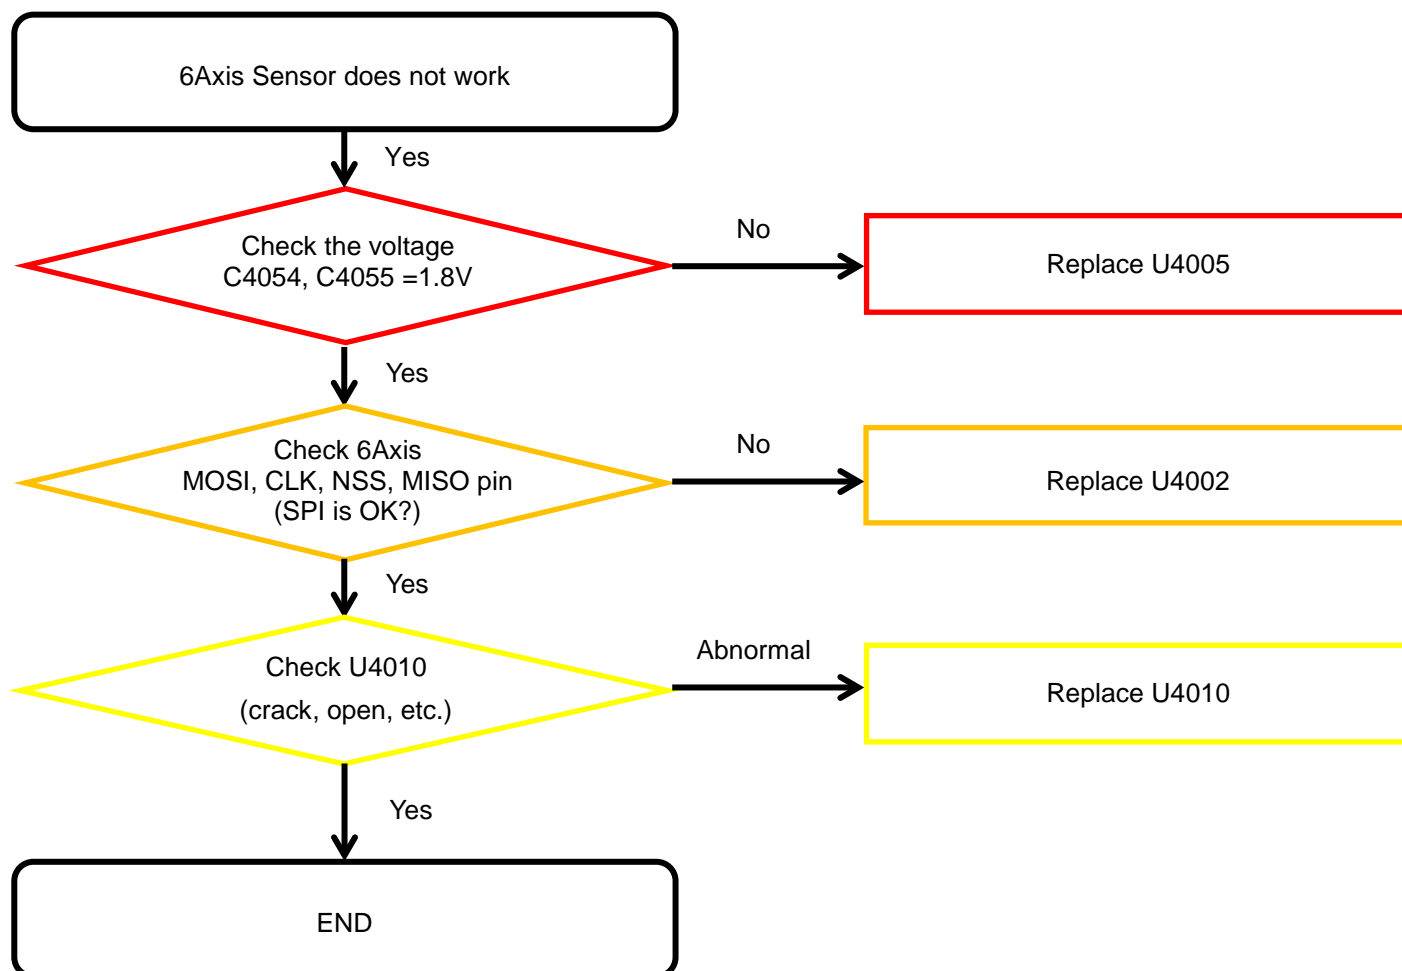 6Axis Sensor does not work
Yes
Check the voltage
C4054, C4055 =1.8V
No
Replace U4005
Yes
Check 6Axis
MOSI, CLK, NSS, MISO pin
(SPI is OK?)
No
Replace U4002
Yes
Check U4010
(crack, open, etc.)
Abnormal
Replace U4010
Yes
END